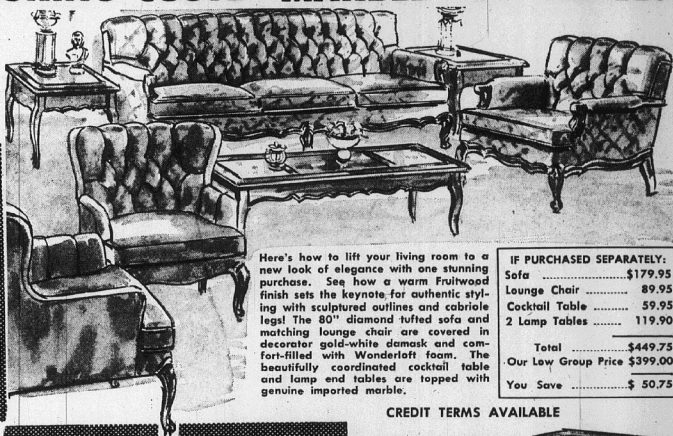 Here's how to lift your living room to a
new look of elegance with one stunning
purchase. See how a warm Fruitwood
finish sets the keynote for authentic styl-
ing with sculptured outlines and cabriole
legs! The 80" diamond tufted sofa and
matching lounge chair are covered in
decorator gold-white damask and com-
fort-filled with Wonderloft foam. The
beautifully coordinated cocktail table
and lamp end tables are topped with
genuine imported marble.
IF PURCHASED SEPARATELY:
Sofa ............ $179.95
Lounge Chair ...... 89.95
Cocktail Table ...... 59.95
2 Lamp Tables ...... 119.90
Total ............ $449.75
Our Low Group Price $399.00
You Save ........ $ 50.75
CREDIT TERMS AVAILABLE